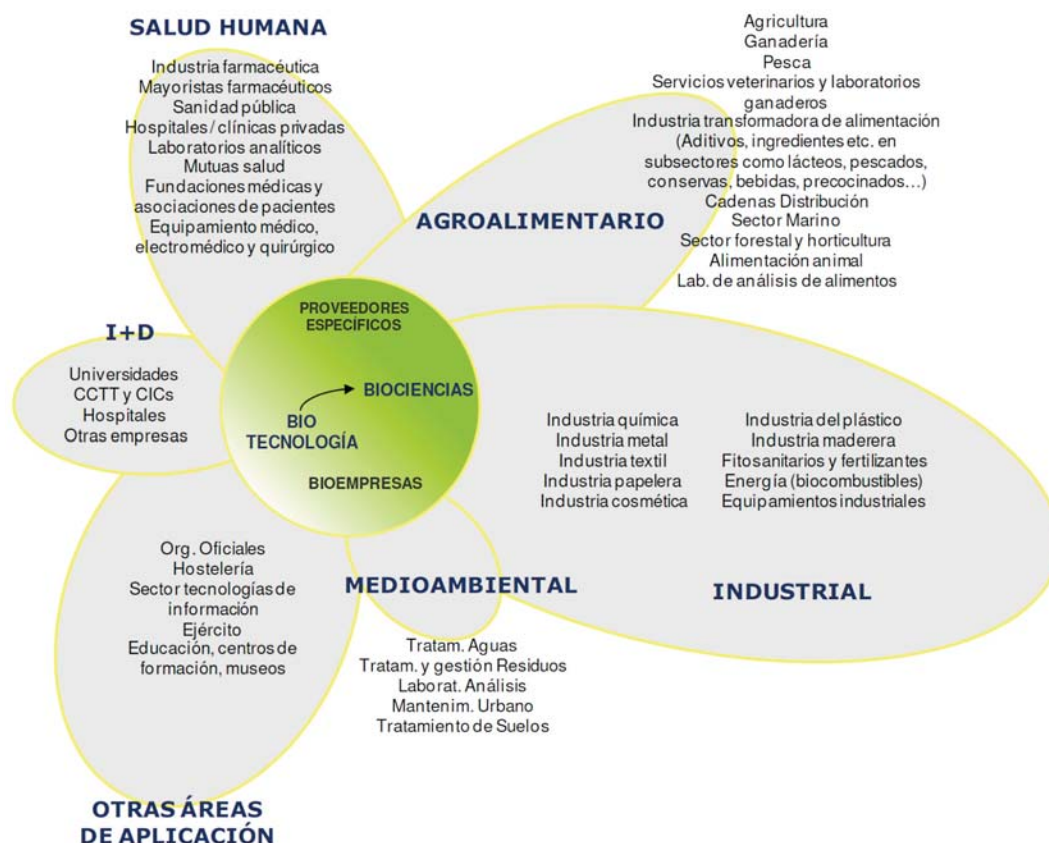 SALUD HUMANA
Industria farmacéutica
Mayoristas farmacéuticos
Sanidad pública
Hospitales / clínicas privadas
Laboratorios analíticos
Mutuas salud
Fundaciones médicas y
asociaciones de pacientes
Equipamiento médico,
electromédico y quirúrgico
Agricultura
Ganadería
Pesca
Servicios veterinarios y laboratorios
ganaderos
Industria transformadora de alimentación
(Aditivos, ingredientes etc. en
subsectores como lácteos, pescados,
conservas, bebidas, precocinados...)
Cadenas Distribución
Sector Marino
Sector forestal y horticultura
Alimentación animal
Lab. de análisis de alimentos
AGROALIMENTARIO
PROVEEDORES
ESPECÍFICOS
BIOCIENCIAS
BIO
TECNOLOGÍA
BIOEMPRESAS
I+D
Universidades
CCTT y CICs
Hospitales
Otras empresas
Industria química
Industria metal
Industria textil
Industria papelera
Industria cosmética
Industria del plástico
Industria maderera
Fitosanitarios y fertilizantes
Energía (biocombustibles)
Equipamientos industriales
INDUSTRIAL
MEDIOAMBIENTAL
Tratam. Aguas
Tratam. y gestión Residuos
Laborat. Análisis
Mantenim. Urbano
Tratamiento de Suelos
Org. Oficiales
Hostelería
Sector tecnologías de
información
Ejército
Educación, centros de
formación, museos
OTRAS ÁREAS
DE APLICACIÓN